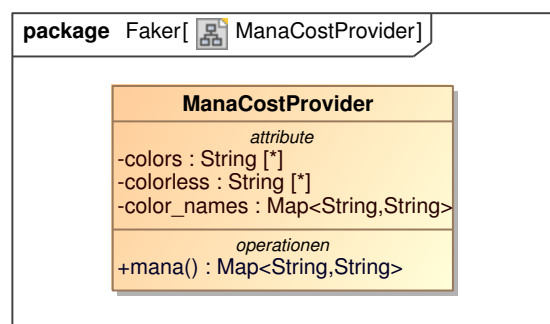 package Faker[ ManaCostProvider]
ManaCostProvider
attribute
-colors : String [*]
-colorless : String [*]
-color_names : Map<String,String>
operationen
+mana() : Map<String,String>